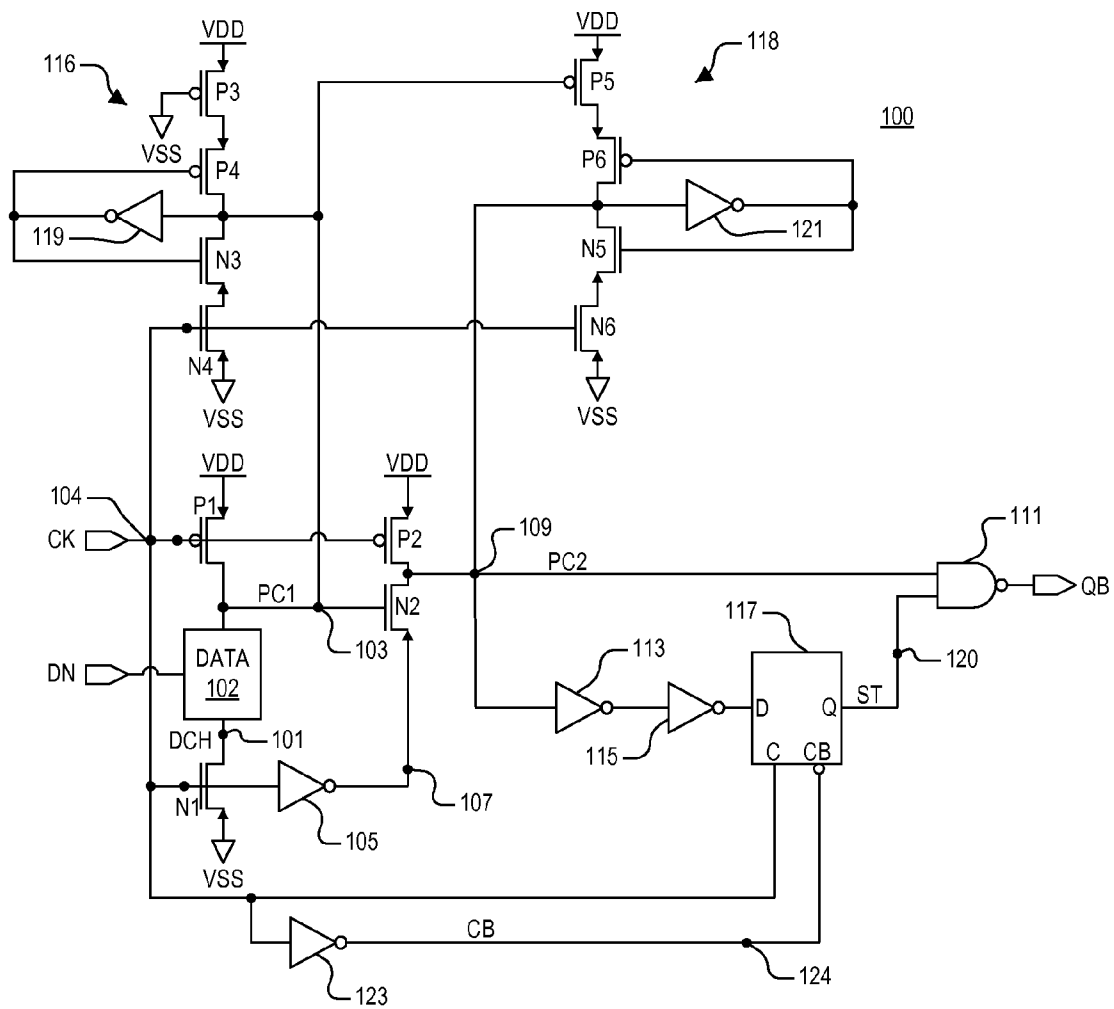 VDD
116
P3
VSS
P4
119
N3
N4
VSS
VDD
118
P5
100
P6
121
N5
N6
VSS
VDD
VDD
104
P1
CK
P2
109
PC2
111
QB
PC1
N2
103
DN
DATA
102
113
117
120
ST
D
Q
DCH
101
115
C
CB
N1
107
105
VSS
CB
123
124